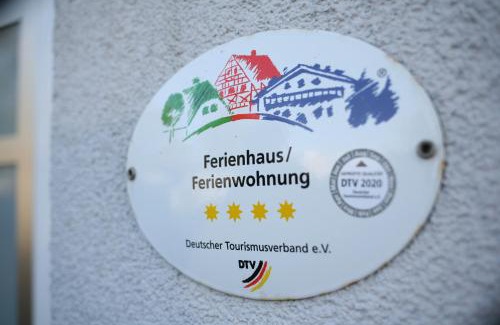 ®
Ferienhaus/
Ferienwohnung
DTV 2020
Deutscher Tourismusverband e.V.
DTV